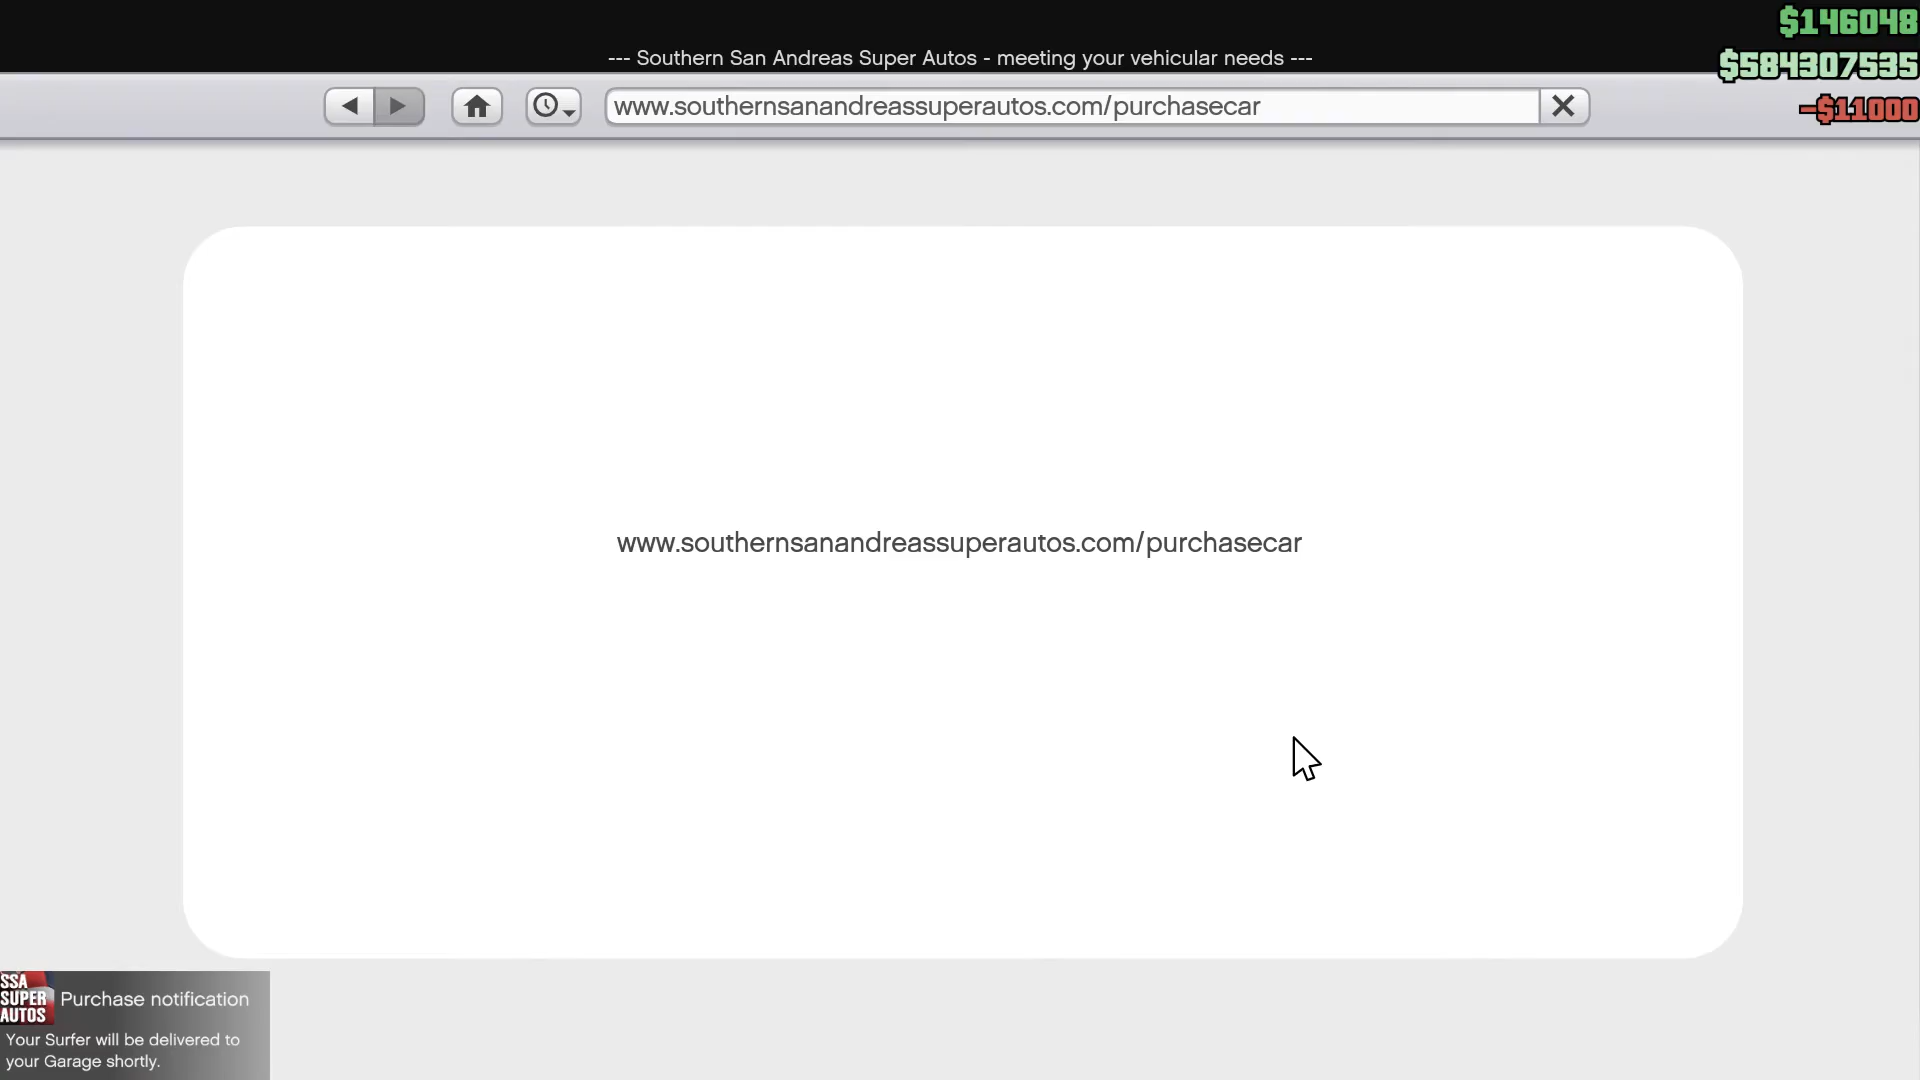 $146048
--- Southern San Andreas Super Autos - meeting your vehicular needs ---
$584307535
www.southernsanandreassuperautos.com/purchasecar
-$11000
www.southernsanandreassuperautos.com/purchasecar
SSA
SUPER
AUTOS
Purchase notification
Your Surfer will be delivered to
your Garage shortly.